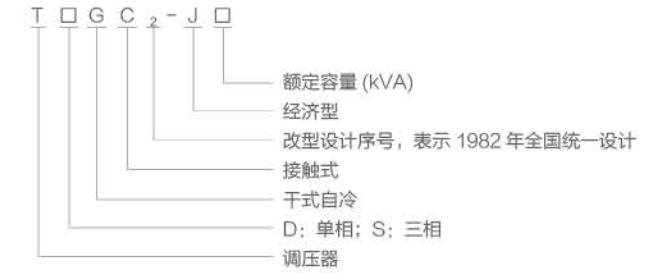 T □ G C 2 - J □
额定容量 (kVA)
经济型
改型设计序号，表示 1982 年全国统一设计
接触式
干式自冷
D：单相；S：三相
调压器